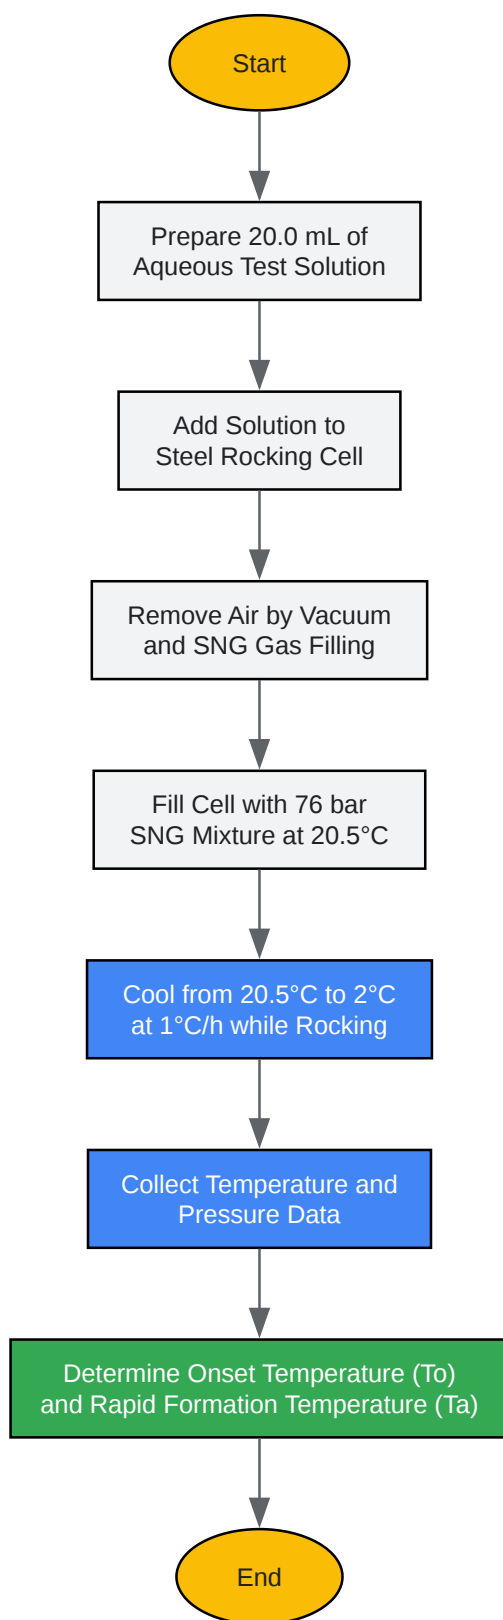 Start
Prepare 20.0 mL of
Aqueous Test Solution
Add Solution to
Steel Rocking Cell
Remove Air by Vacuum
and SNG Gas Filling
Fill Cell with 76 bar
SNG Mixture at 20.5°C
Cool from 20.5°C to 2°C
at 1°C/h while Rocking
Collect Temperature and
Pressure Data
Determine Onset Temperature (To)
and Rapid Formation Temperature (Ta)
End